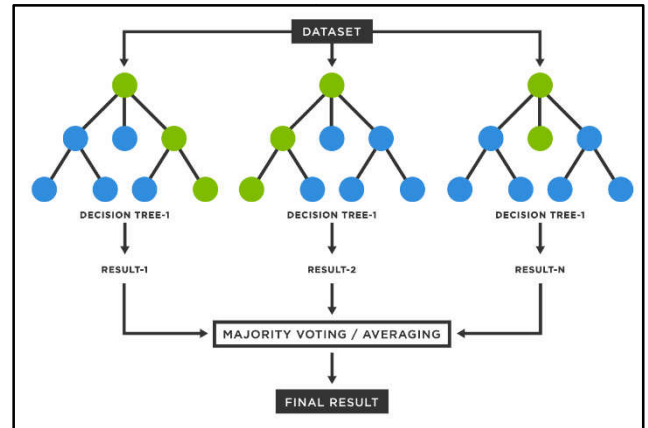 DATASET
DECISION TREE-1
DECISION TREE-1
DECISION TREE-1
RESULT-1
RESULT-2
RESULT-N
MAJORITY VOTING / AVERAGING
FINAL RESULT